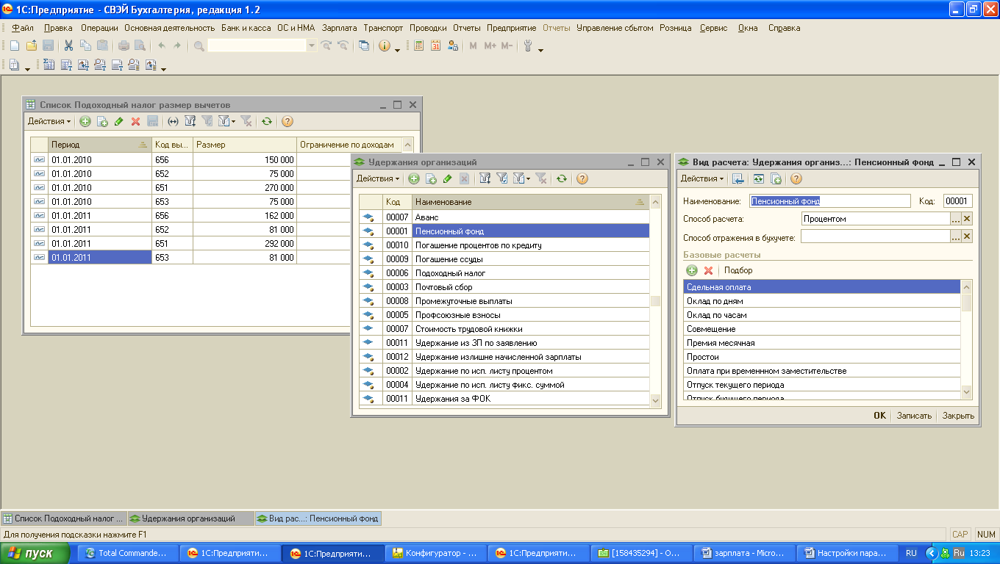 1С:Предприятие - СВЭЙ Бухгалтерия, редакция 1.2
Файл Правка Операции Основная деятельность Банк и касса ОС и НМА Зарплата Транспорт Проводки Отчеты Предприятие Отчеты Управление сбытом Розница Сервис Окна Справка
M M+ M-
Список Подоходный налог размер вычетов
Действия
Период Код вы... Размер Ограничение по доходам
01.01.2010 656 150 000
01.01.2010 652 75 000
01.01.2010 651 270 000
01.01.2010 653 75 000
01.01.2011 656 162 000
01.01.2011 652 81 000
01.01.2011 651 292 000
01.01.2011 653 81 000
Удержания организаций
Действия
Код Наименование
00007 Аванс
00001 Пенсионный фонд
00010 Погашение процентов по кредиту
00009 Погашение ссуды
00006 Подоходный налог
00003 Почтовый сбор
00008 Промежуточные выплаты
00005 Профсоюзные взносы
00007 Стоимость трудовой книжки
00011 Удержание из ЗП по заявлению
00012 Удержание излишне начисленной зарплаты
00002 Удержание по исп. листу процентом
00004 Удержание по исп. листу фикс. суммой
00011 Удержания за ФОК
Вид расчета: Удержания организ...: Пенсионный фонд
Действия
Наименование: Пенсионный фонд Код: 00001
Способ расчета: Процентом ...
Способ отражения в бухучете: ...
Базовые расчеты
Подбор
Сдельная оплата
Оклад по дням
Оклад по часам
Совмещение
Премия месячная
Простои
Оплата при временнном заместительстве
Отпуск текущего периода
Отпуск будущего периода
OK Записать Закрыть
Список Подоходный налог ... Удержания организаций Вид рас...: Пенсионный фонд
Для получения подсказки нажмите F1 CAP NUM
пуск Total Commande... 1С:Предприяти... 1С:Предприяти... Конфигуратор - ... 1С:Предприяти... [158435294] - О... зарплата - Micro... Настройки пара... RU Ru 13:23